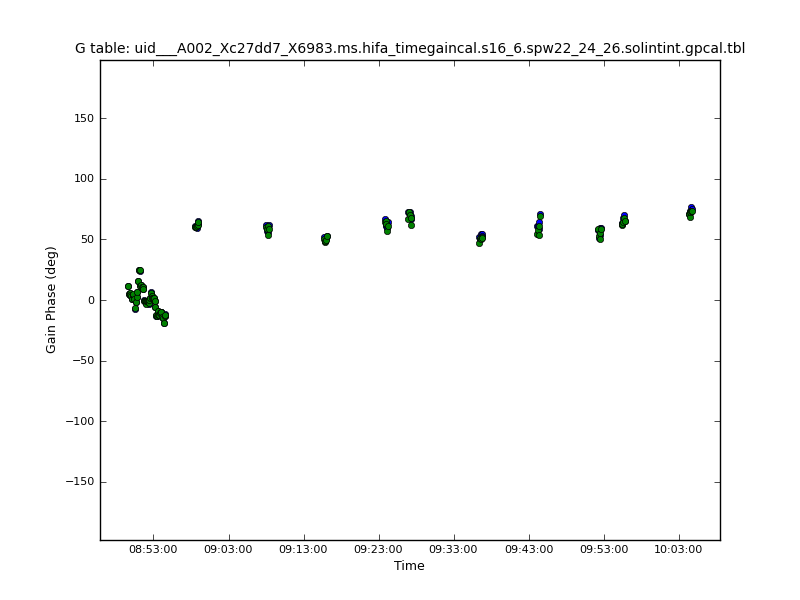 G table: uid___A002_Xc27dd7_X6983.ms.hifa_timegaincal.s16_6.spw22_24_26.solintint.gpcal.tbl
Gain Phase (deg)
150
100
50
0
−50
−100
−150
08:53:00 09:03:00 09:13:00 09:23:00 09:33:00 09:43:00 09:53:00 10:03:00
Time